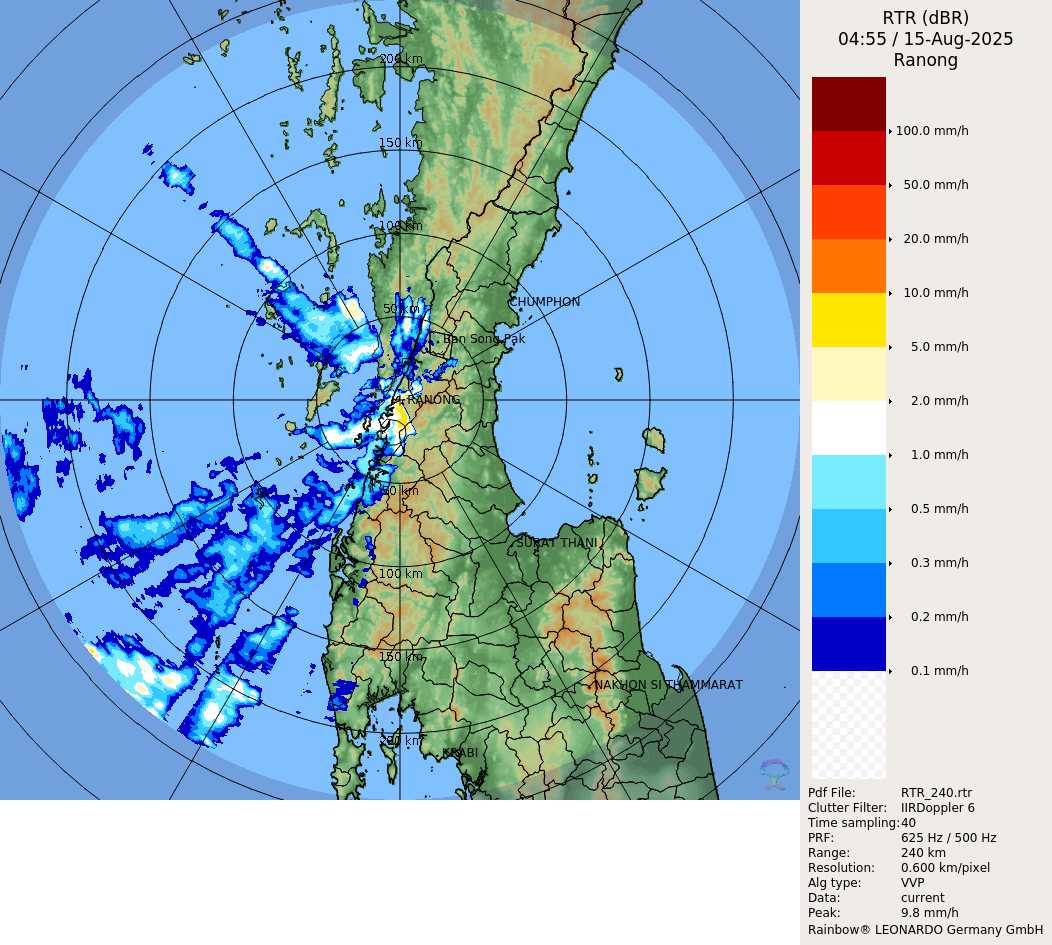 RTR (dBR)
04:55 / 15-Aug-2025
Ranong
200 km
150 km
100 km
50 km
CHUMPHON
Ban Song Pak
RANONG
50 km
SURAT THANI
100 km
150 km
NAKHON SI THAMMARAT
200 km
KRABI
100.0 mm/h
50.0 mm/h
20.0 mm/h
10.0 mm/h
5.0 mm/h
2.0 mm/h
1.0 mm/h
0.5 mm/h
0.3 mm/h
0.2 mm/h
0.1 mm/h
Pdf File: RTR_240.rtr
Clutter Filter: IIRDoppler 6
Time sampling:40
PRF: 625 Hz / 500 Hz
Range: 240 km
Resolution: 0.600 km/pixel
Alg type: VVP
Data: current
Peak: 9.8 mm/h
Rainbow® LEONARDO Germany GmbH